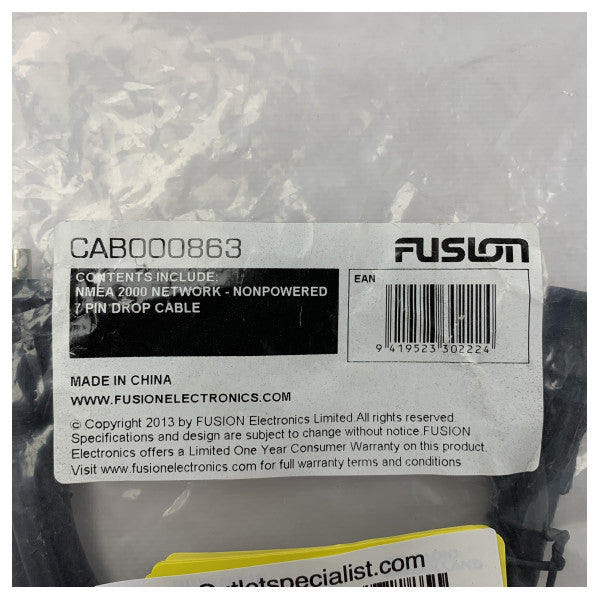 CAB000863
FUSION
CONTENTS INCLUDE:
NMEA 2000 NETWORK - NONPOWERED
7 PIN DROP CABLE
EAN
9 419523 302224
MADE IN CHINA
WWW.FUSIONELECTRONICS.COM
© Copyright 2013 by FUSION Electronics Limited.All rights reserved.
Specifications and design are subject to change without notice.FUSION
Electronics offers a Limited One Year Consumer Warranty on this product.
Visit www.fusionelectronics.com for full warranty terms and conditions
Outletspecialist.com